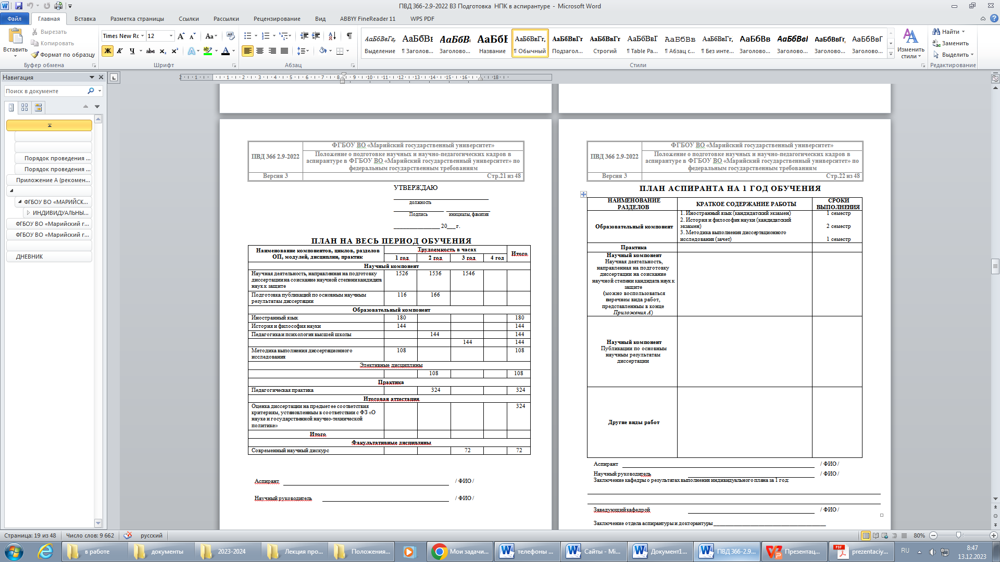 ПВД 366-2.9-2022 В3 Подготовка НПК в аспирантуре - Microsoft Word
Файл Главная Вставка Разметка страницы Ссылки Рассылки Рецензирование Вид ABBYY FineReader 11 WPS PDF
Вставить
Вырезать
Копировать
Формат по образцу
Буфер обмена
Times New Rc 12
Шрифт
Абзац
Выделение
¶ Заголов...
Заголово...
Название
¶ Обычный
Подзагол...
Строгий
¶ Table Pa...
¶ Абзац с...
¶ Без инте...
Заголово...
Заголово...
Заголово...
Заголово...
Стили
Изменить стили
Найти
Заменить
Выделить
Редактирование
Навигация
Поиск в документе
Порядок проведения ...
Порядок проведения ...
Приложение А (рекомен...
ФГБОУ ВО «МАРИЙСК...
ИНДИВИДУАЛЬНЫ...
ФГБОУ ВО «Марийский г...
ФГБОУ ВО «Марийский г...
ДНЕВНИК
ПВД 366 2.9-2022
ФГБОУ ВО «Марийский государственный университет»
Положение о подготовке научных и научно-педагогических кадров в
аспирантуре в ФГБОУ ВО «Марийский государственный университет» по
федеральным государственным требованиям
Версия 3 Стр.21 из 48
УТВЕРЖДАЮ
должность
Подпись инициалы, фамилия
________________ 20___ г.
ПЛАН НА ВЕСЬ ПЕРИОД ОБУЧЕНИЯ
Наименование компонентов, циклов, разделов
ОП, модулей, дисциплин, практик
Трудоемкость в часах
Итого
1 год 2 год 3 год 4 год
Научный компонент
Научная деятельность, направленная на подготовку 1526 1536 1546
диссертации на соискание научной степени кандидата
наук к защите
Подготовка публикаций по основным научным 116 166
результатам диссертации
Образовательный компонент
Иностранный язык 180 180
История и философия науки 144 144
Педагогика и психология высшей школы 144 144
144 144
Методика выполнения диссертационного 108 108
исследования
Элективные дисциплины
108 108
Практика
Педагогическая практика 324 324
Итоговая аттестация
Оценка диссертации на предмет ее соответствия 324
критериям, установленным в соответствии с ФЗ «О
науке и государственной научно-технической
политике»
Итого
Факультативные дисциплины
Современный научный дискурс 72 72
Аспирант / ФИО /
Научный руководитель / ФИО /
ПВД 366 2.9-2022
ФГБОУ ВО «Марийский государственный университет»
Положение о подготовке научных и научно-педагогических кадров в
аспирантуре в ФГБОУ ВО «Марийский государственный университет» по
федеральным государственным требованиям
Версия 3 Стр.22 из 48
ПЛАН АСПИРАНТА НА 1 ГОД ОБУЧЕНИЯ
НАИМЕНОВАНИЕ РАЗДЕЛОВ
КРАТКОЕ СОДЕРЖАНИЕ РАБОТЫ
СРОКИ ВЫПОЛНЕНИЯ
Образовательный компонент
1. Иностранный язык (кандидатский экзамен) 1 семестр
2. История и философия науки (кандидатский
экзамен) 2 семестр
3. Методика выполнения диссертационного
исследования (зачет) 1 семестр
Практика
Научный компонент
Научная деятельность,
направленная на подготовку
диссертации на соискание
научной степени кандидата наук к
защите
(можно воспользоваться
перечнем вида работ,
представленным в конце
Приложения А)
Научный компонент
Публикации по основным
научным результатам
диссертации
Другие виды работ
Аспирант / ФИО /
Научный руководитель / ФИО /
Заключение кафедры о результатах выполнения индивидуального плана за 1 год:
Заведующий кафедрой / ФИО /
Заключение отдела аспирантуры и докторантуры
Страница: 19 из 48 Число слов: 9 662 русский 80%
в работе
документы
2023-2024
Лекция про...
Положения...
Мои задачи...
телефоны ...
Сайты - Mi...
Документ1...
ПВД 366-2.9...
Презентац...
prezentaciy...
RU
8:47
13.12.2023